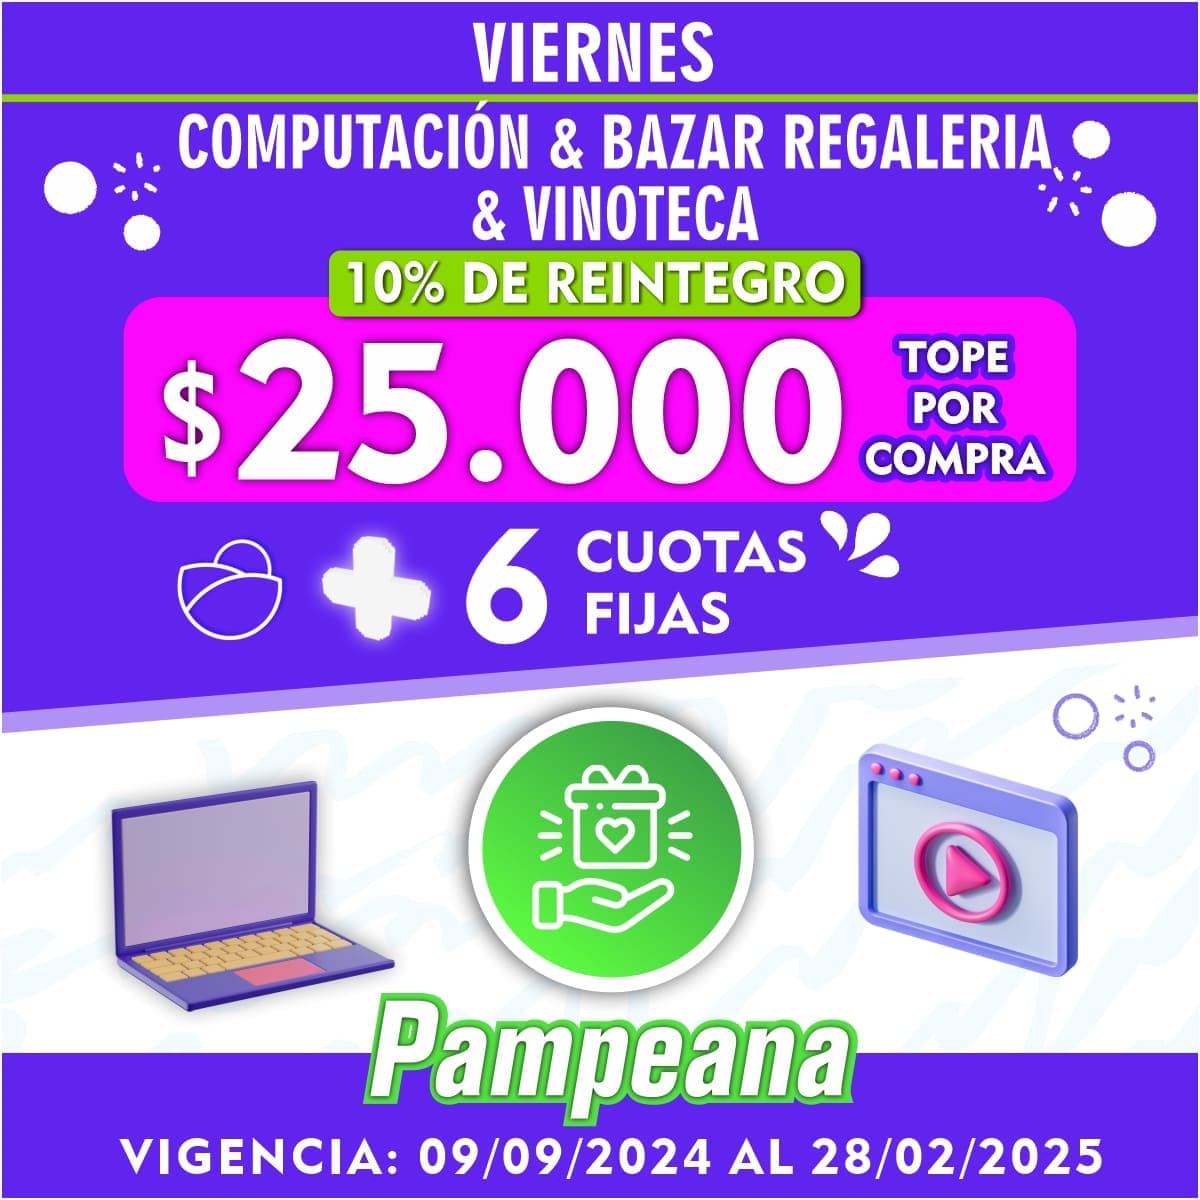 VIERNES
COMPUTACIÓN & BAZAR REGALERIA
& VINOTECA
10% DE REINTEGRO
$25.000
TOPE
POR
COMPRA
6 CUOTAS
FIJAS
Pampeana
VIGENCIA: 09/09/2024 AL 28/02/2025